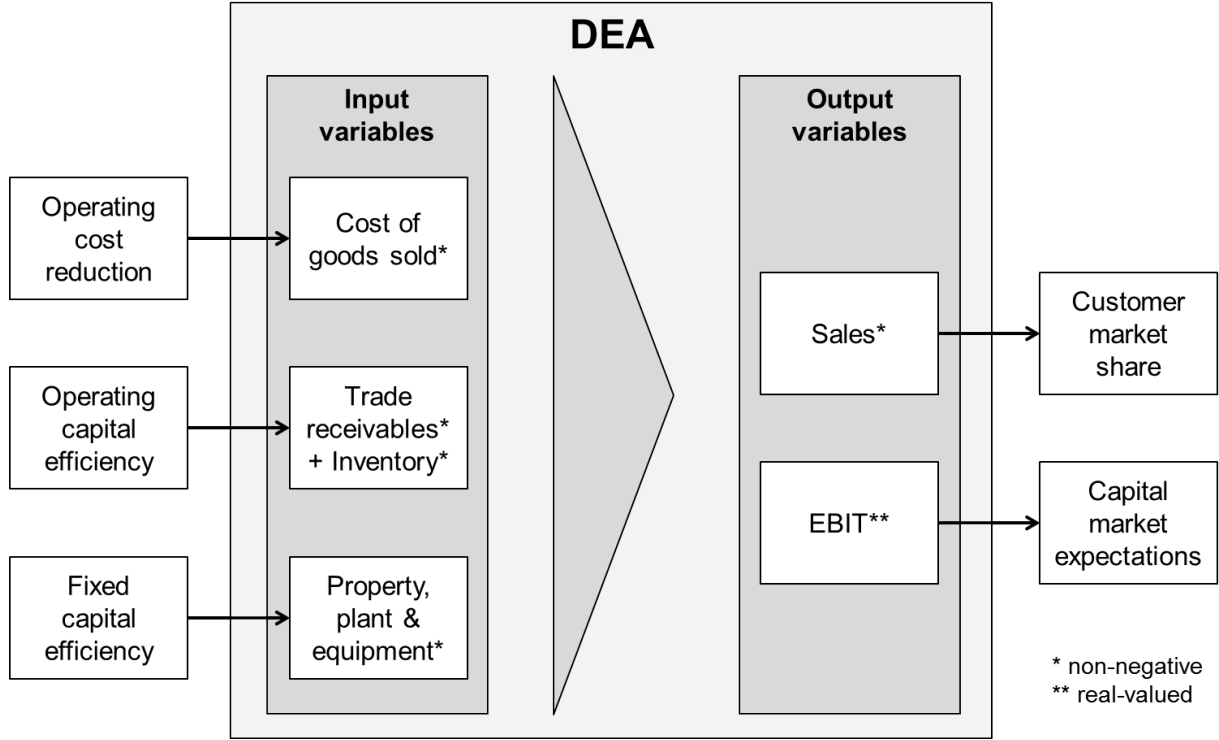 DEA
Input
variables
Output
variables
Operating
cost
reduction
Cost of
goods sold*
Operating
capital
efficiency
Trade
receivables*
+ Inventory*
Fixed
capital
efficiency
Property,
plant &
equipment*
Sales*
Customer
market
share
EBIT**
Capital
market
expectations
* non-negative
** real-valued